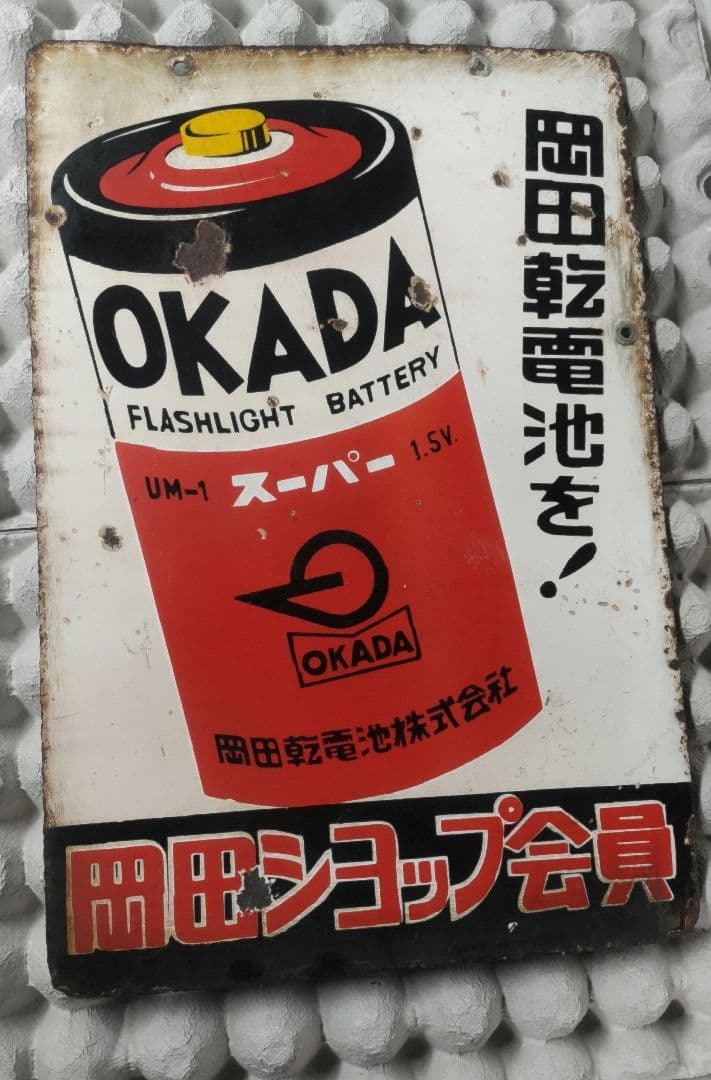 岡田乾電池を!
OKADA
FLASHLIGHT BATTERY
UM-1 スーパー 1.5V.
OKADA
岡田乾電池株式会社
岡田ショップ会員